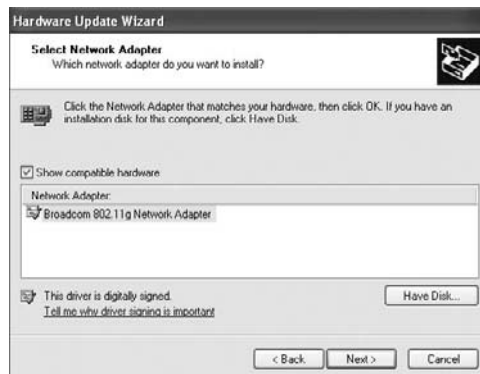 Hardware Update Wizard
Select Network Adapter
Which network adapter do you want to install?
Click the Network Adapter that matches your hardware, then click OK. If you have an
installation disk for this component, click Have Disk.
Show compatible hardware
Network Adapter:
Broadcom 802.11g Network Adapter
This driver is digitally signed.
Have Disk...
Tell me why driver signing is important
< Back
Next >
Cancel